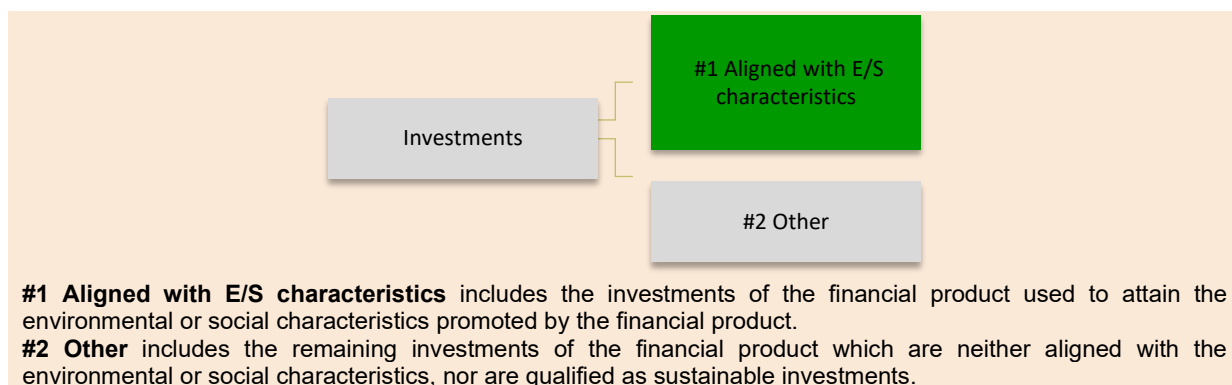 #1 Aligned with E/S
characteristics
Investments
#2 Other
#1 Aligned with E/S characteristics includes the investments of the financial product used to attain the
environmental or social characteristics promoted by the financial product.
#2 Other includes the remaining investments of the financial product which are neither aligned with the
environmental or social characteristics, nor are qualified as sustainable investments.